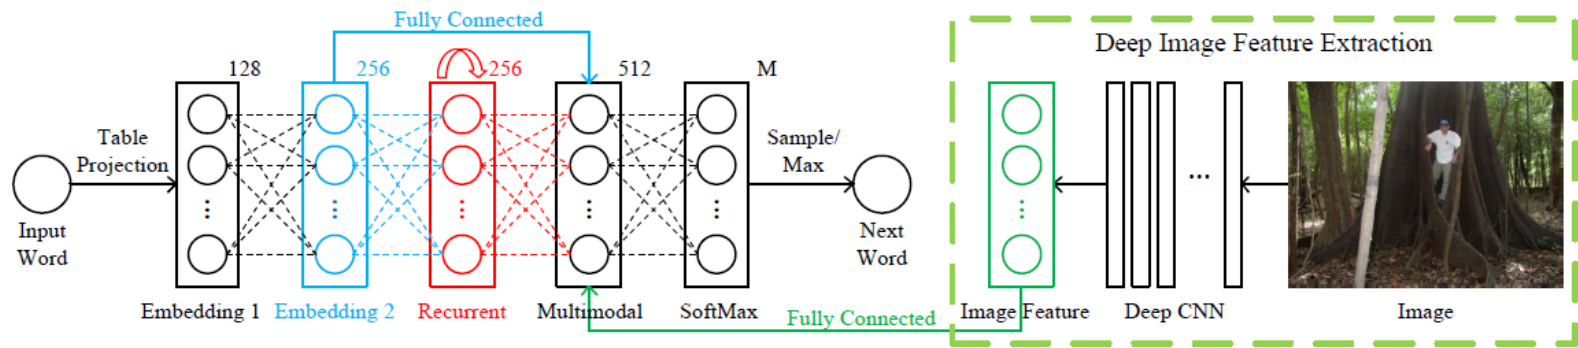 Fully Connected
Deep Image Feature Extraction
128
256
256
512
M
Table
Projection
Sample/
Max
...
Input
Word
Next
Word
Embedding 1
Embedding 2
Recurrent
Multimodal
SoftMax
Fully Connected
Image Feature
Deep CNN
Image